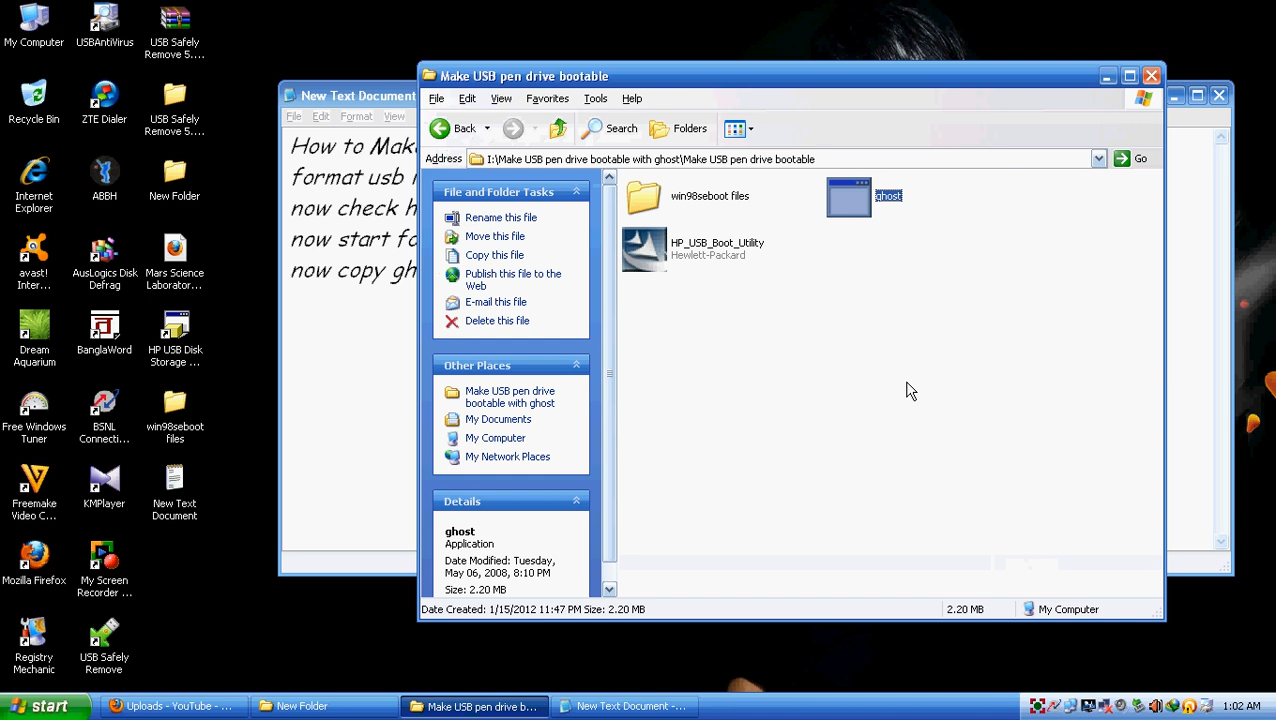 My Computer
USBAntiVirus
USB Safely
Remove 5....
Recycle Bin
ZTE Dialer
USB Safely
Remove 5....
Internet
Explorer
ABBH
New Folder
avast!
Inter...
AusLogics Disk
Defrag
Mars Science
Laborator...
Dream
Aquarium
BanglaWord
HP USB Disk
Storage ...
Free Windows
Tuner
BSNL
Connecti...
win98seboot
files
Freemake
Video C...
KMPlayer
New Text
Document
Mozilla Firefox
My Screen
Recorder ...
Registry
Mechanic
USB Safely
Remove
New Text Document
File Edit Format View
How to Make
format usb
now check h
now start fo
now copy gh
Make USB pen drive bootable
File Edit View Favorites Tools Help
Back Search Folders
Address I:\Make USB pen drive bootable with ghost\Make USB pen drive bootable Go
File and Folder Tasks
Rename this file
Move this file
Copy this file
Publish this file to the
Web
E-mail this file
Delete this file
Other Places
Make USB pen drive
bootable with ghost
My Documents
My Computer
My Network Places
Details
ghost
Application
Date Modified: Tuesday,
May 06, 2008, 8:10 PM
Size: 2.20 MB
win98seboot files
ghost
HP_USB_Boot_Utility
Hewlett-Packard
Date Created: 1/15/2012 11:47 PM Size: 2.20 MB 2.20 MB My Computer
start Uploads - YouTube - ... New Folder Make USB pen drive b... New Text Document -... 1:02 AM